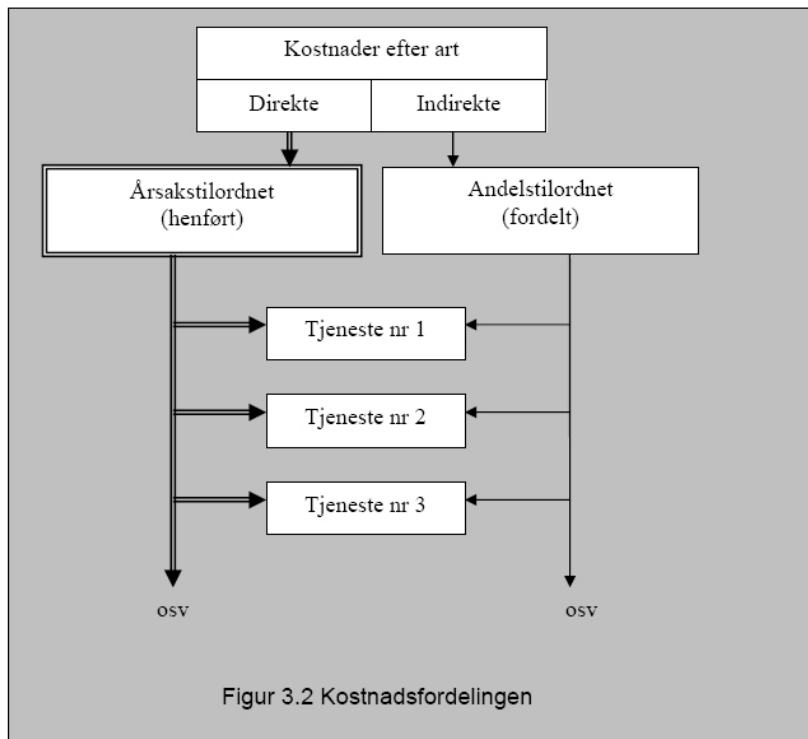 Kostnader efter art
Direkte
Indirekte
Årsakstilordnet
(henført)
Andelstilordnet
(fordelt)
Tjeneste nr 1
Tjeneste nr 2
Tjeneste nr 3
osv
osv
Figur 3.2 Kostnadsfordelingen